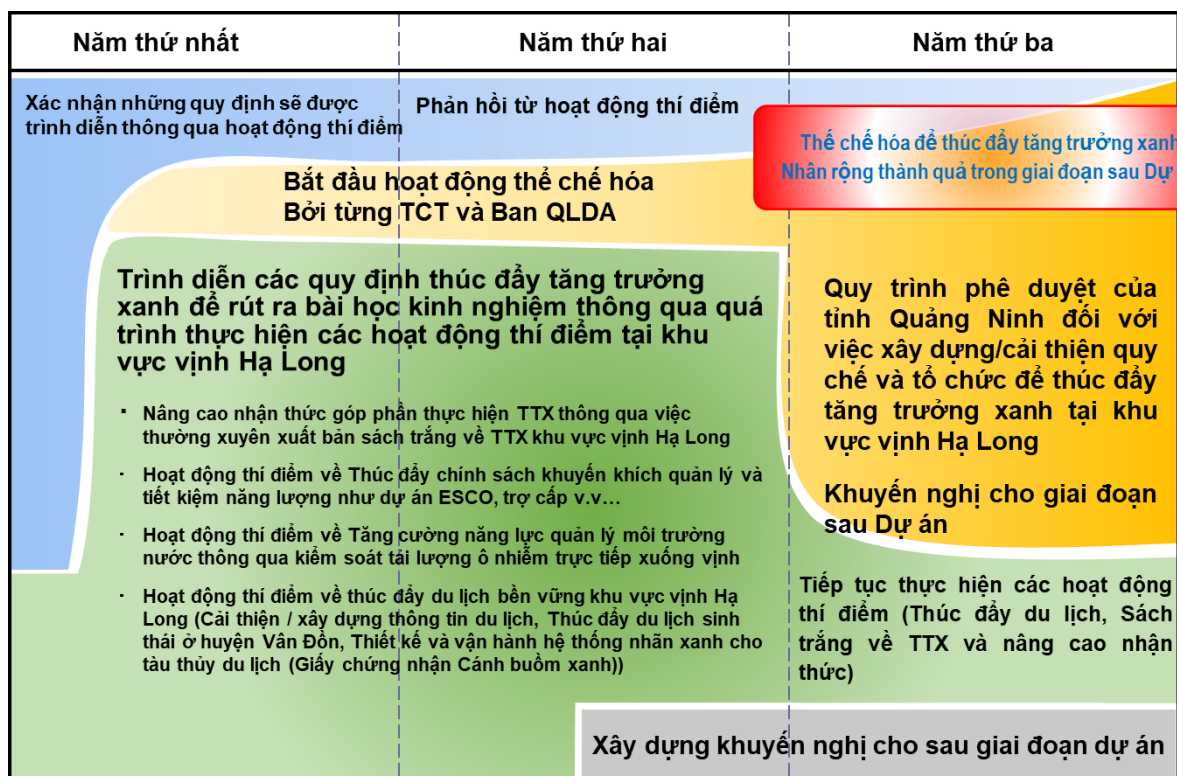 Năm thứ nhất
Năm thứ hai
Năm thứ ba
Xác nhận những quy định sẽ được
trình diễn thông qua hoạt động thí điểm
Phản hồi từ hoạt động thí điểm
Thế chế hóa để thúc đẩy tăng trưởng xanh
Nhân rộng thành quả trong giai đoạn sau Dự
Bắt đầu hoạt động thể chế hóa
Bởi từng TCT và Ban QLDA
Trình diễn các quy định thúc đẩy tăng trưởng
xanh để rút ra bài học kinh nghiệm thông qua quá
trình thực hiện các hoạt động thí điểm tại khu
vực vịnh Hạ Long
▪ Nâng cao nhận thức góp phần thực hiện TTX thông qua việc
thường xuyên xuất bản sách trắng về TTX khu vực vịnh Hạ Long
· Hoạt động thí điểm về Thúc đẩy chính sách khuyến khích quản lý và
tiết kiệm năng lượng như dự án ESCO, trợ cấp v.v…
· Hoạt động thí điểm về Tăng cường năng lực quản lý môi trường
nước thông qua kiểm soát tải lượng ô nhiễm trực tiếp xuống vịnh
· Hoạt động thí điểm về thúc đẩy du lịch bền vững khu vực vịnh Hạ
Long (Cải thiện / xây dựng thông tin du lịch, Thúc đẩy du lịch sinh
thái ở huyện Vân Đồn, Thiết kế và vận hành hệ thống nhãn xanh cho
tàu thủy du lịch (Giấy chứng nhận Cánh buồm xanh))
Quy trình phê duyệt của
tỉnh Quảng Ninh đối với
việc xây dựng/cải thiện quy
chế và tổ chức để thúc đẩy
tăng trưởng xanh tại khu
vực vịnh Hạ Long
Khuyến nghị cho giai đoạn
sau Dự án
Tiếp tục thực hiện các hoạt động
thí điểm (Thúc đẩy du lịch, Sách
trắng về TTX và nâng cao nhận
thức)
Xây dựng khuyến nghị cho sau giai đoạn dự án